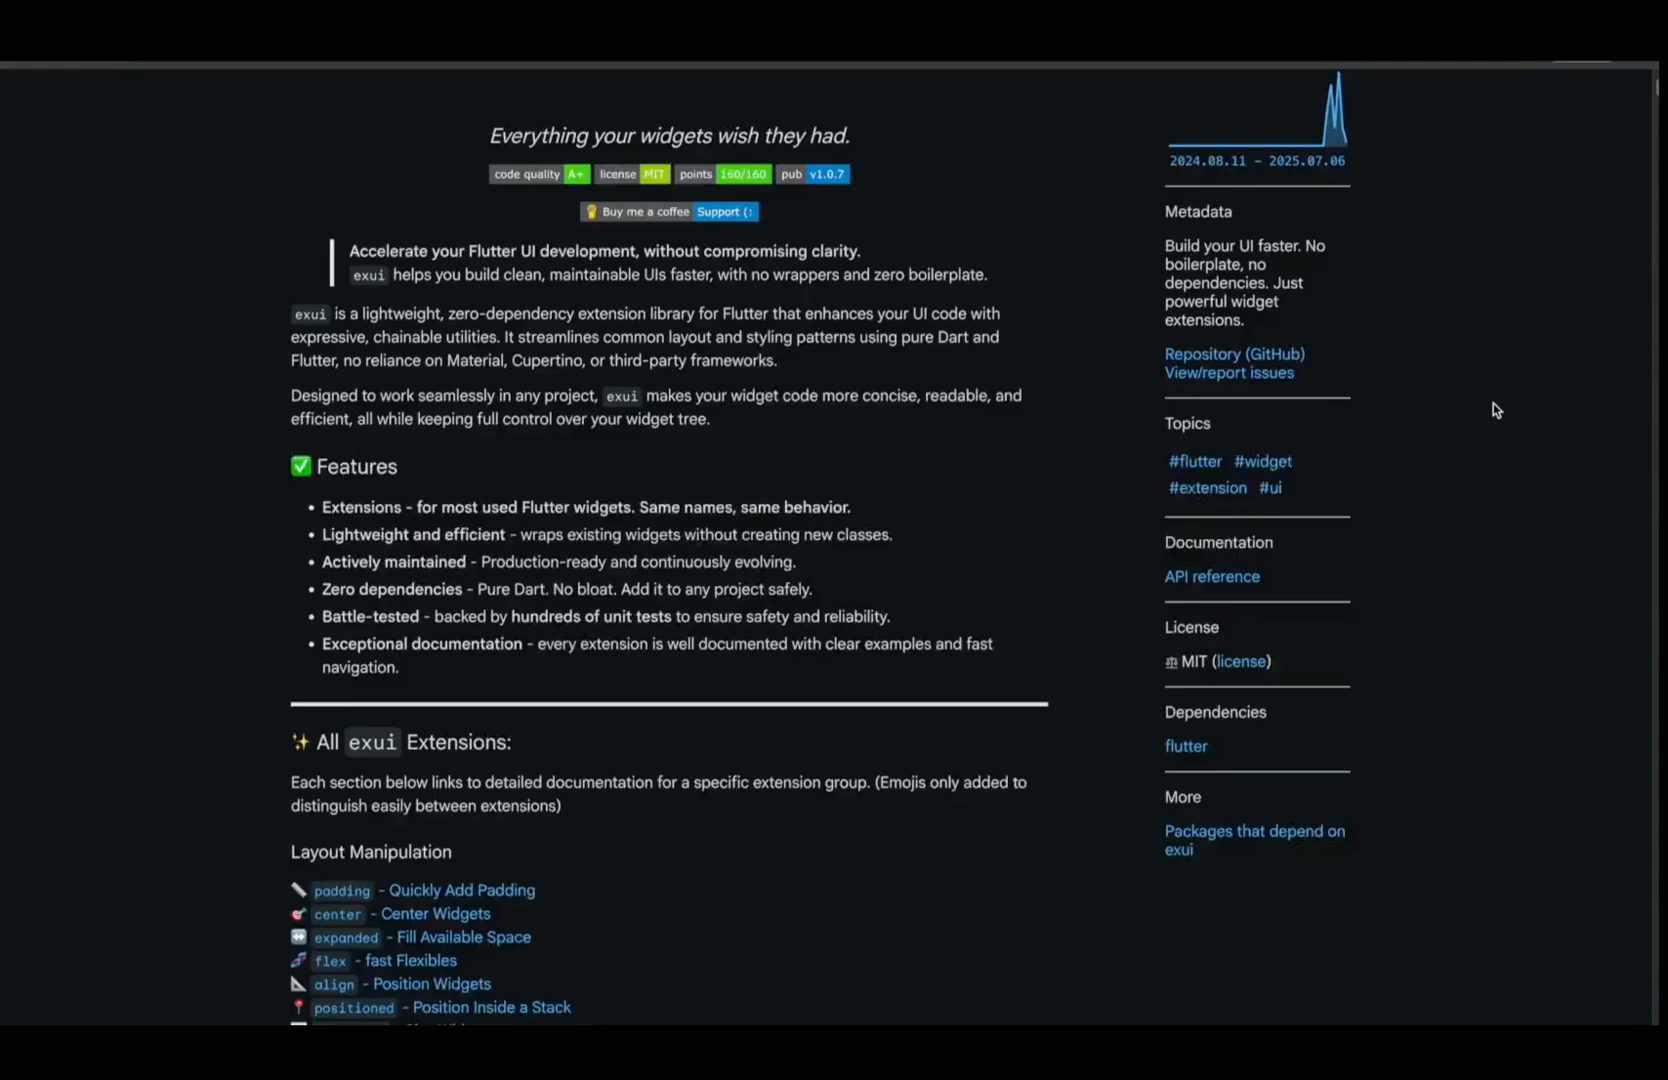 Everything your widgets wish they had.
code quality A+ license MIT points 160/160 pub v1.0.7
Buy me a coffee Support (:
Accelerate your Flutter UI development, without compromising clarity.
exui helps you build clean, maintainable UIs faster, with no wrappers and zero boilerplate.
exui is a lightweight, zero-dependency extension library for Flutter that enhances your UI code with
expressive, chainable utilities. It streamlines common layout and styling patterns using pure Dart and
Flutter, no reliance on Material, Cupertino, or third-party frameworks.
Designed to work seamlessly in any project, exui makes your widget code more concise, readable, and
efficient, all while keeping full control over your widget tree.
✅ Features
• Extensions - for most used Flutter widgets. Same names, same behavior.
• Lightweight and efficient - wraps existing widgets without creating new classes.
• Actively maintained - Production-ready and continuously evolving.
• Zero dependencies - Pure Dart. No bloat. Add it to any project safely.
• Battle-tested - backed by hundreds of unit tests to ensure safety and reliability.
• Exceptional documentation - every extension is well documented with clear examples and fast
navigation.
✨ All exui Extensions:
Each section below links to detailed documentation for a specific extension group. (Emojis only added to
distinguish easily between extensions)
Layout Manipulation
📏 padding - Quickly Add Padding
🎯 center - Center Widgets
↔️ expanded - Fill Available Space
🧬 flex - fast Flexibles
📐 align - Position Widgets
📍 positioned - Position Inside a Stack
2024.08.11 - 2025.07.06
Metadata
Build your UI faster. No
boilerplate, no
dependencies. Just
powerful widget
extensions.
Repository (GitHub)
View/report issues
Topics
#flutter #widget
#extension #ui
Documentation
API reference
License
MIT (license)
Dependencies
flutter
More
Packages that depend on
exui